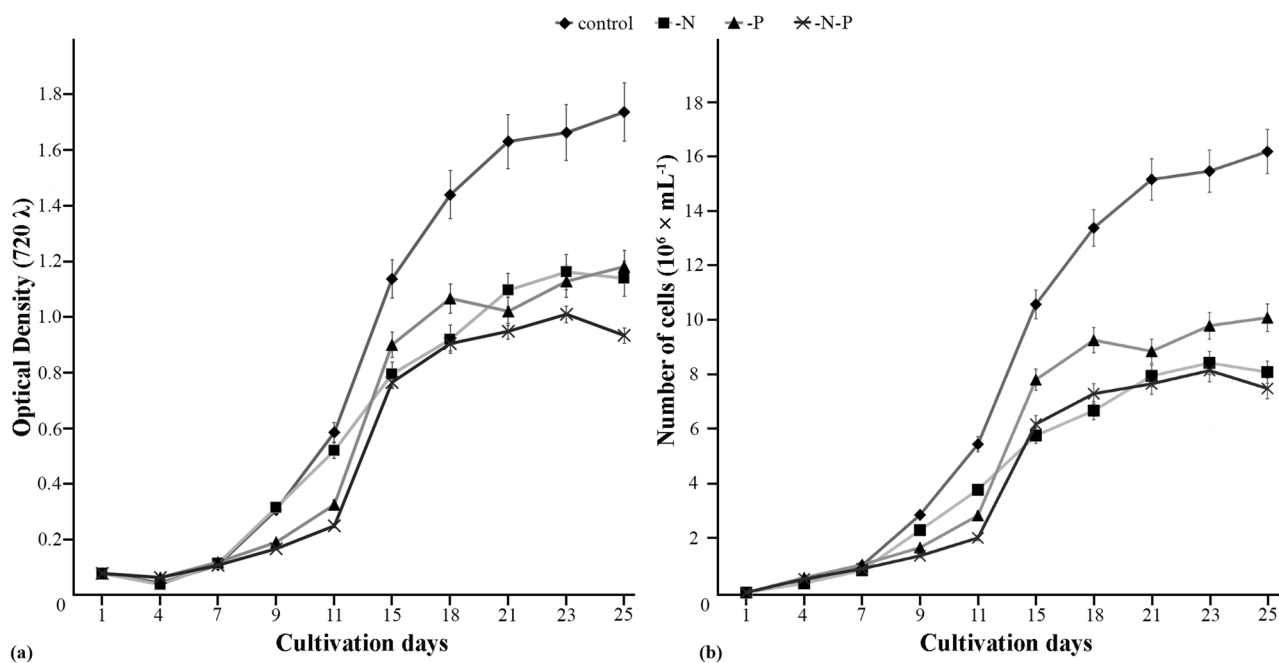 control -N -P -N-P
Optical Density (720 λ)
1.8
1.6
1.4
1.2
1.0
0.8
0.6
0.4
0.2
0
1 4 7 9 11 15 18 21 23 25
Cultivation days
(a)
Number of cells (10⁶ × mL⁻¹)
18
16
14
12
10
8
6
4
2
0
1 4 7 9 11 15 18 21 23 25
Cultivation days
(b)